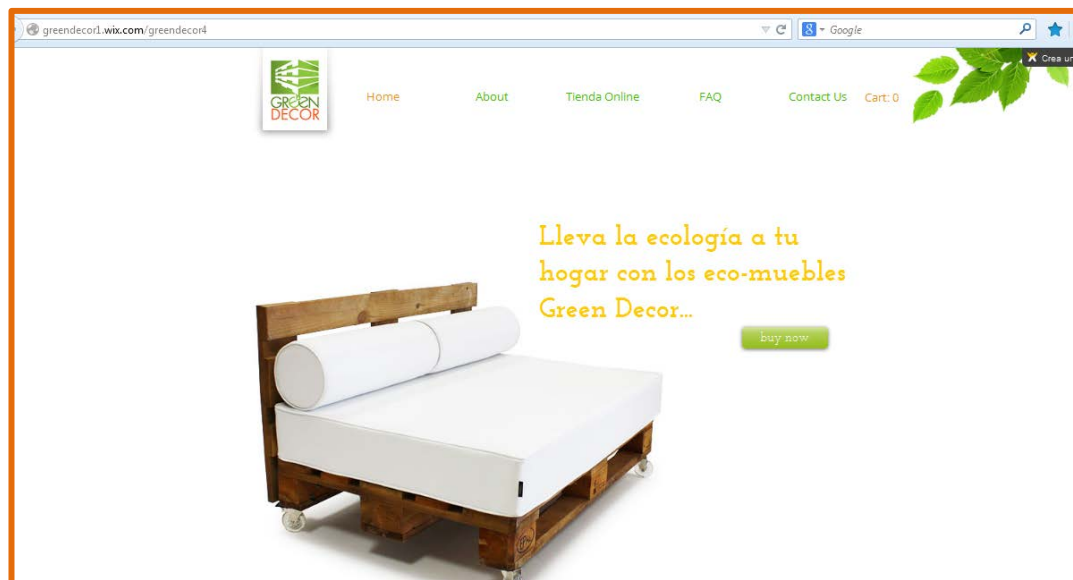 greendecor1.wix.com/greendecor4
Google
Crea un
GREEN
DECOR
Home About Tienda Online FAQ Contact Us Cart: 0
Lleva la ecología a tu
hogar con los eco-muebles
Green Decor...
buy now